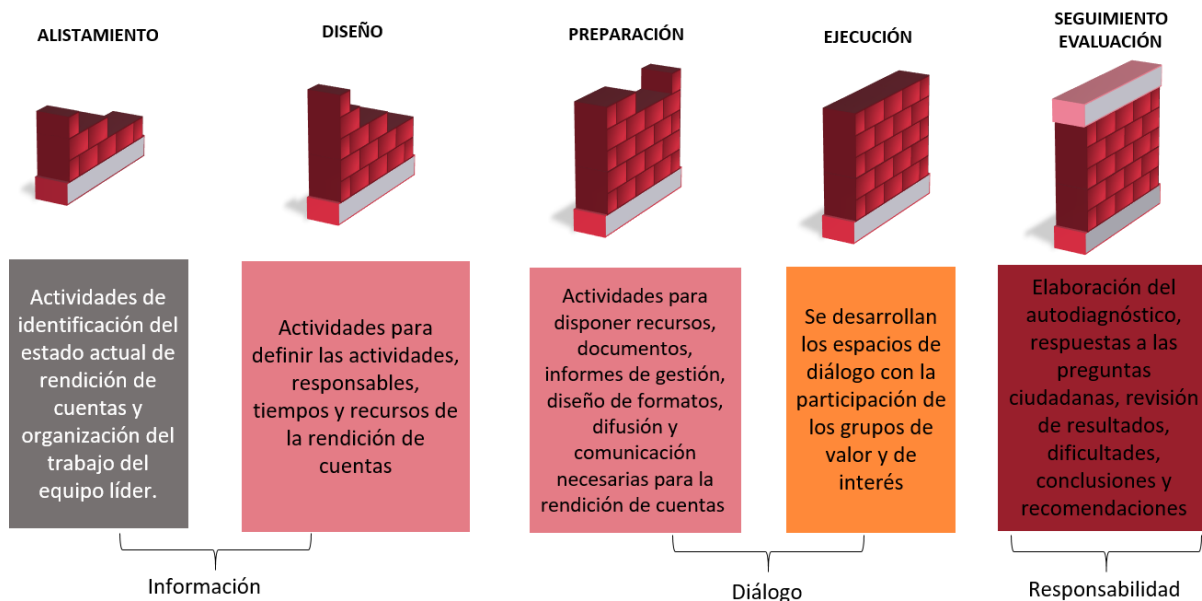 ALISTAMIENTO
DISEÑO
PREPARACIÓN
EJECUCIÓN
SEGUIMIENTO
EVALUACIÓN
Actividades de
identificación del
estado actual de
rendición de
cuentas y
organización del
trabajo del
equipo líder.
Actividades para
definir las actividades,
responsables,
tiempos y recursos de
la rendición de
cuentas
Actividades para
disponer recursos,
documentos,
informes de gestión,
diseño de formatos,
difusión y
comunicación
necesarias para la
rendición de cuentas
Se desarrollan
los espacios de
diálogo con la
participación de
los grupos de
valor y de
interés
Elaboración del
autodiagnóstico,
respuestas a las
preguntas
ciudadanas, revisión
de resultados,
dificultades,
conclusiones y
recomendaciones
Información
Diálogo
Responsabilidad